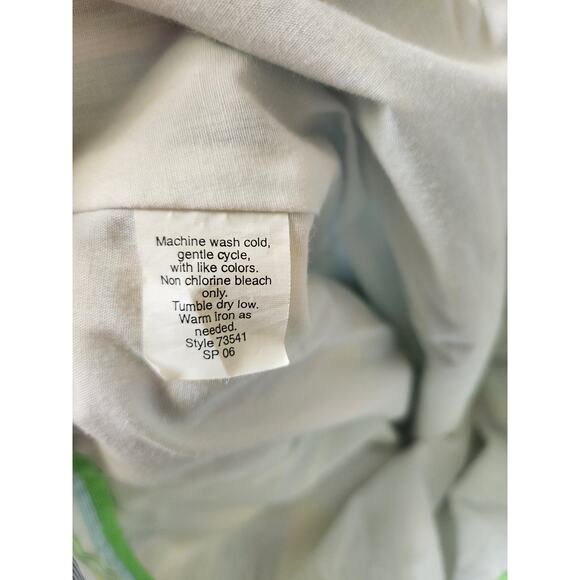 Machine wash cold,
gentle cycle,
with like colors.
Non chlorine bleach
only.
Tumble dry low.
Warm Iron as
needed.
Style 73541
SP 06